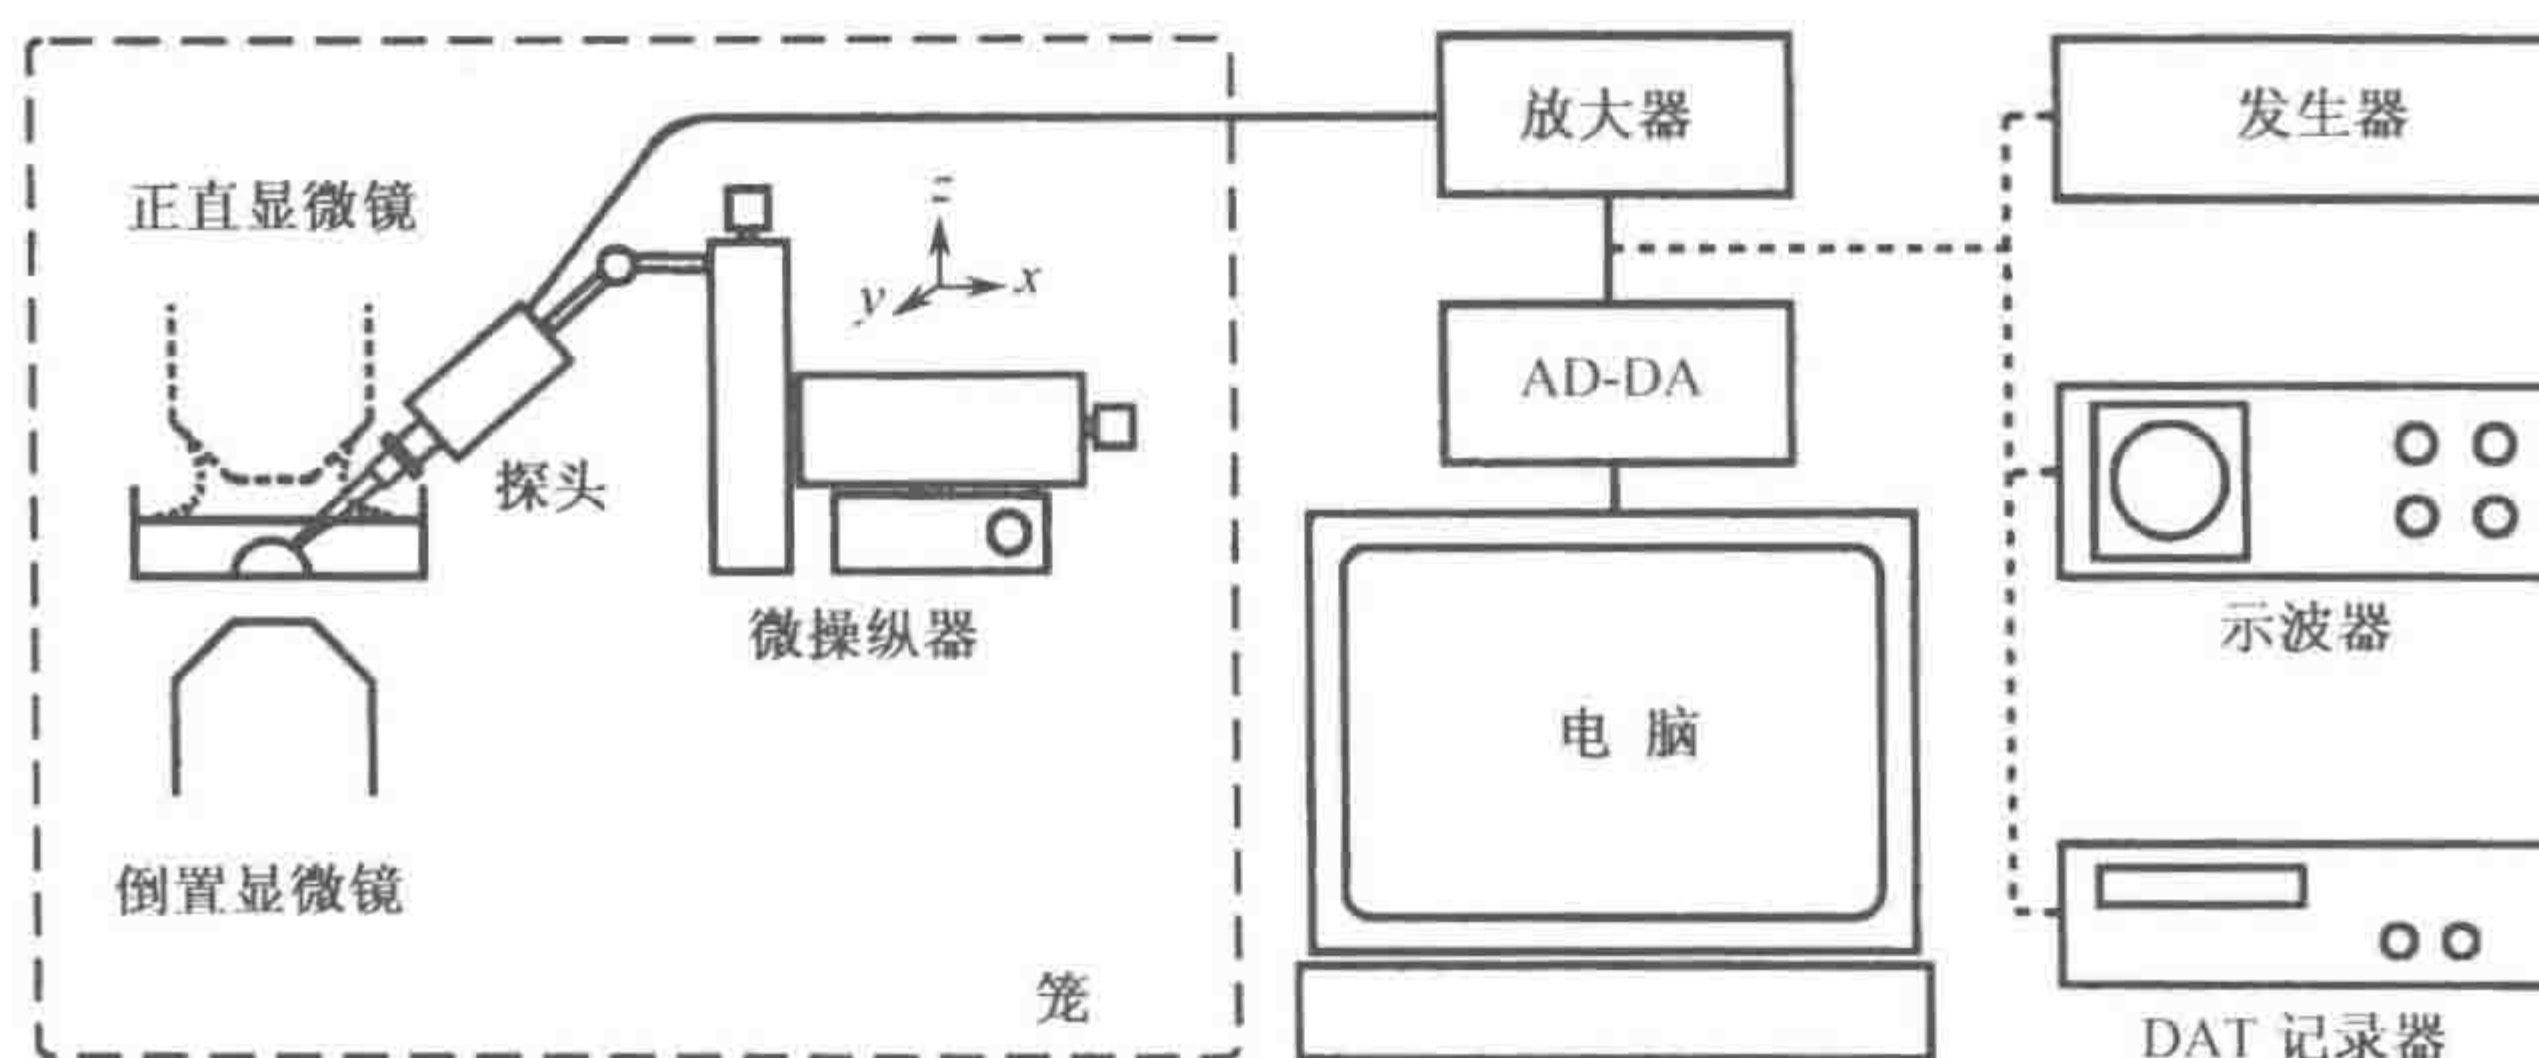 放大器
发生器
正直显微镜
z
x
y
AD-DA
探头
微操纵器
示波器
电 脑
倒置显微镜
笼
DAT 记录器